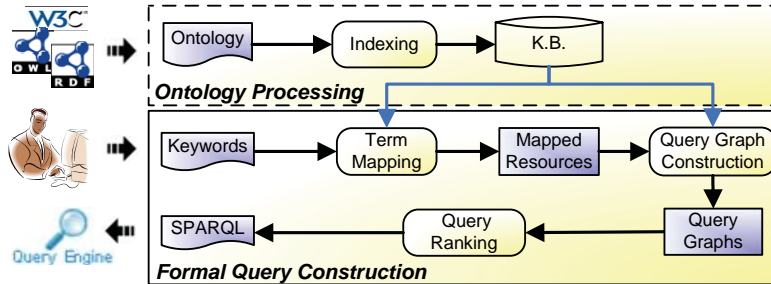 W3C
OWL
RDF
Ontology
Indexing
K.B.
Ontology Processing
Keywords
Term
Mapping
Mapped
Resources
Query Graph
Construction
Query Engine
SPARQL
Query
Ranking
Query
Graphs
Formal Query Construction